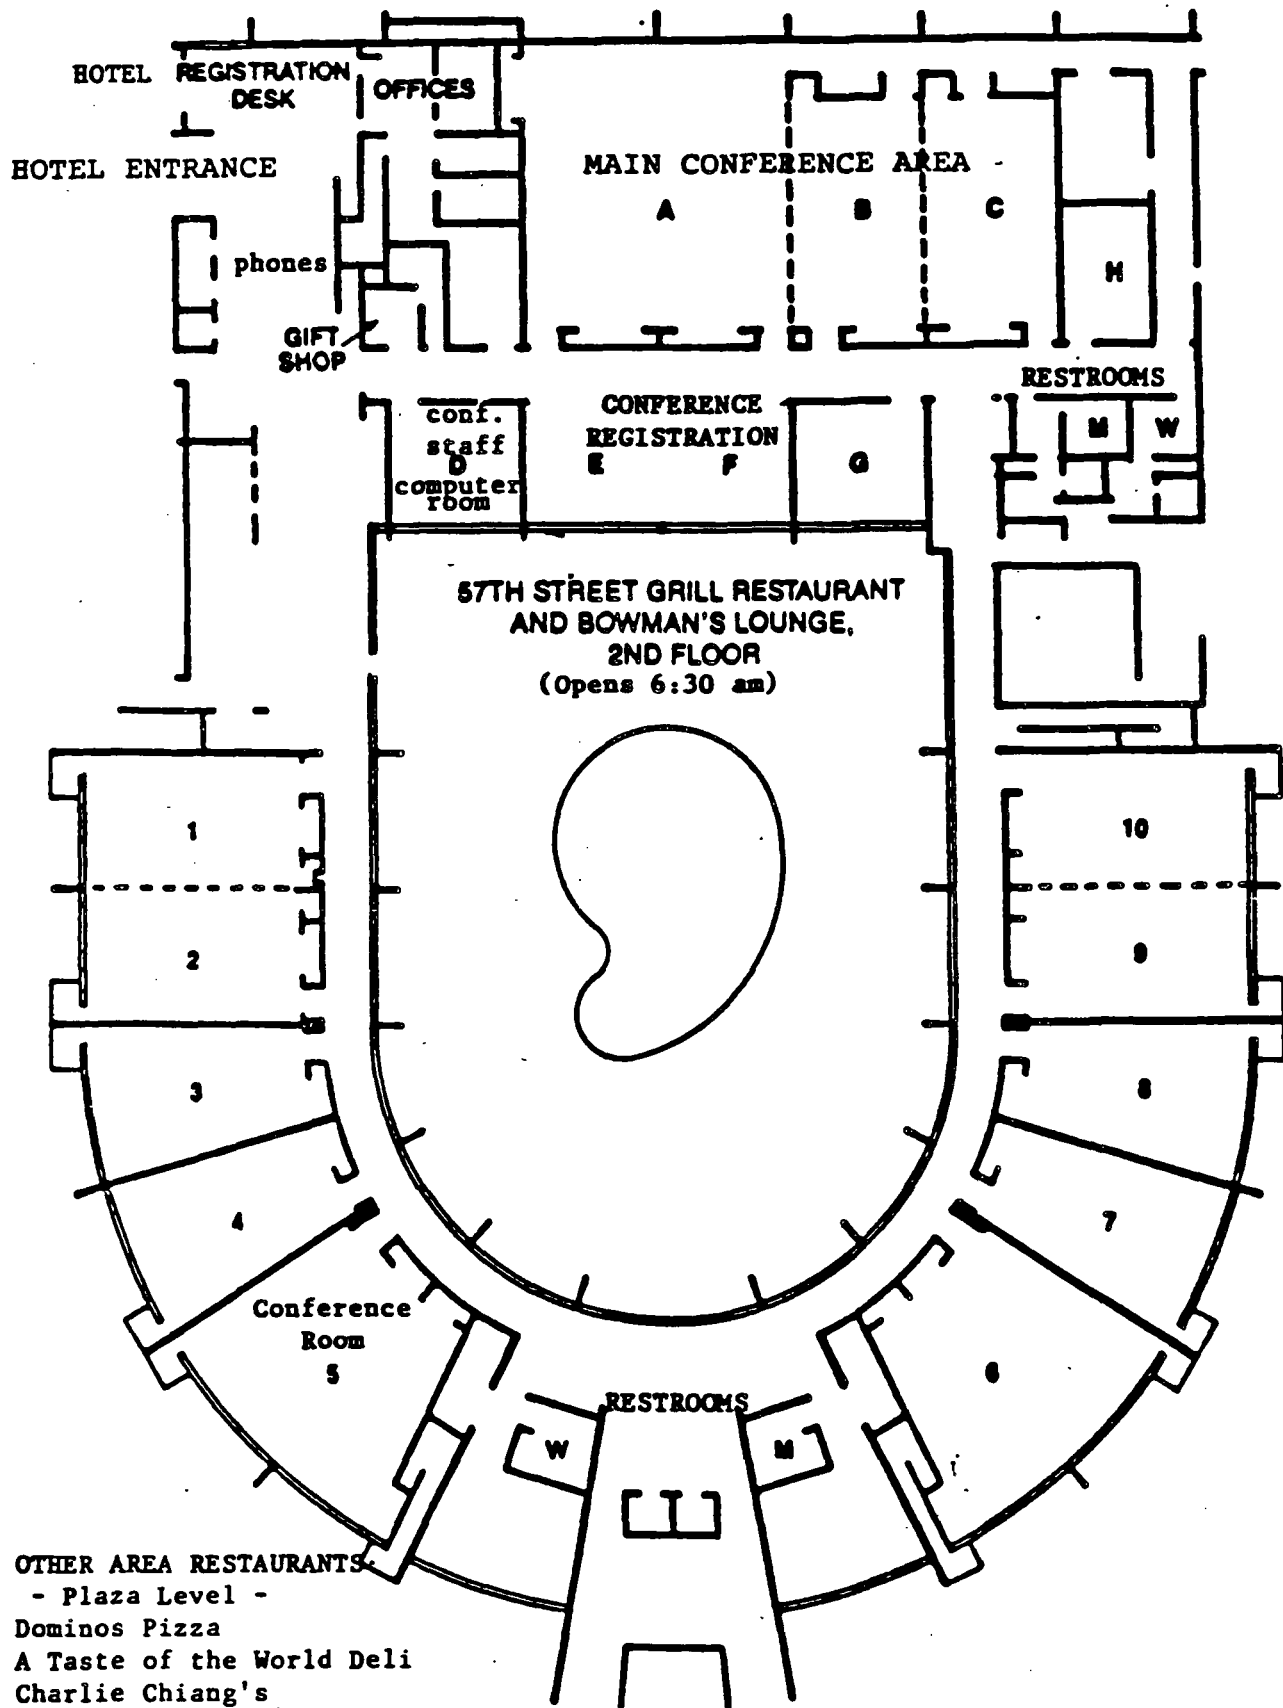 HOTEL REGISTRATION
DESK
OFFICES
HOTEL ENTRANCE
MAIN CONFERENCE AREA
A
B
C
phones
H
GIFT
SHOP
RESTROOMS
M
W
conf.
staff
D
computer
room
CONFERENCE
REGISTRATION
E
F
G
57TH STREET GRILL RESTAURANT
AND BOWMAN'S LOUNGE,
2ND FLOOR
(Opens 6:30 am)
1
10
2
9
3
8
4
7
Conference
Room
5
6
RESTROOMS
W
M
OTHER AREA RESTAURANTS
- Plaza Level -
Dominos Pizza
A Taste of the World Deli
Charlie Chiang's